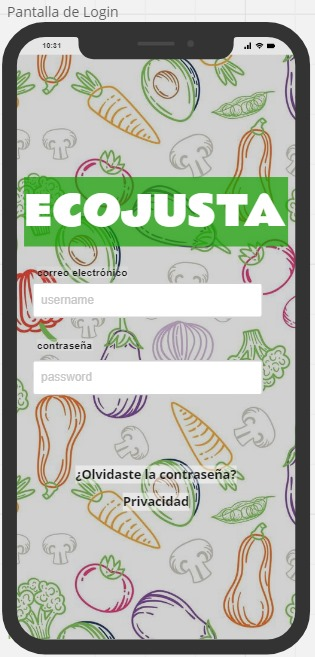 Pantalla de Login
10:31
ECOJUSTA
correo electrónico
username
contraseña
password
¿Olvidaste la contraseña?
Privacidad